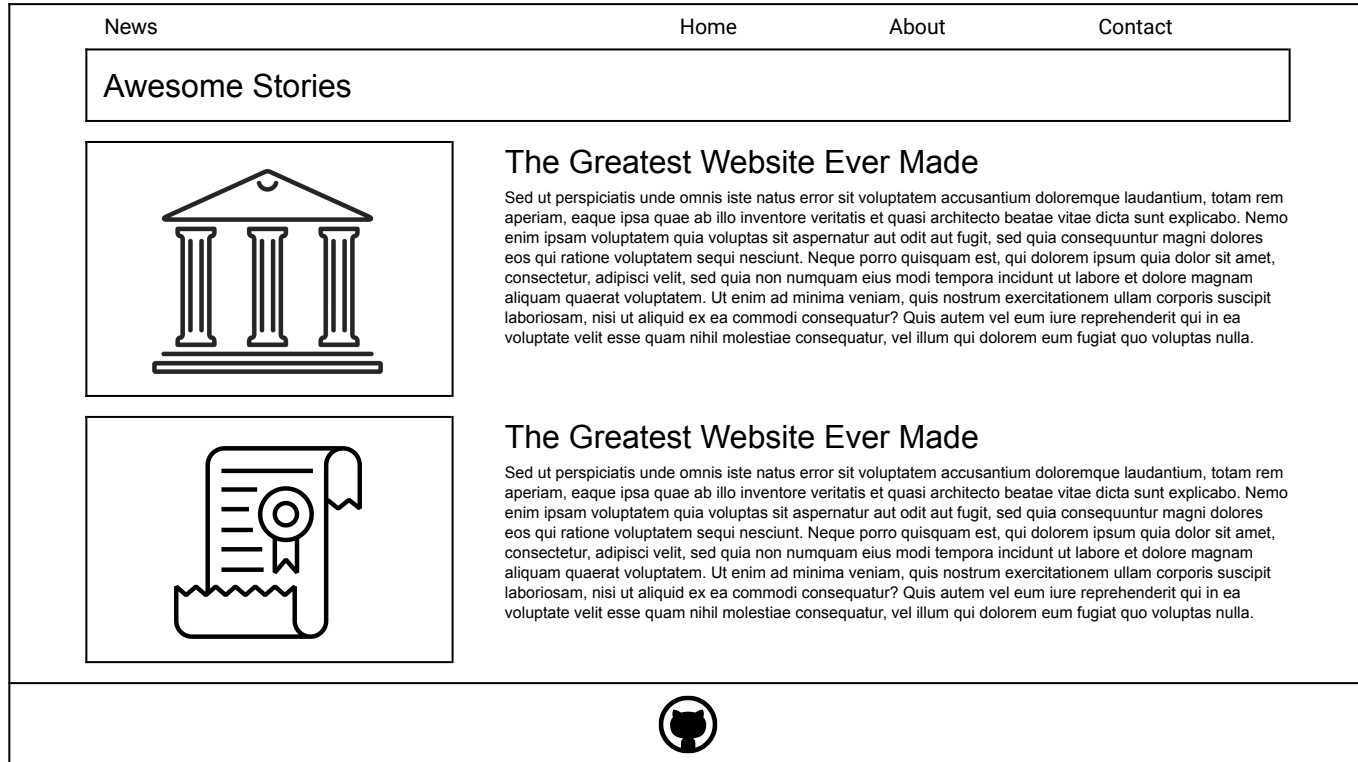 News
Home
About
Contact
Awesome Stories
The Greatest Website Ever Made
Sed ut perspiciatis unde omnis iste natus error sit voluptatem accusantium doloremque laudantium, totam rem
aperiam, eaque ipsa quae ab illo inventore veritatis et quasi architecto beatae vitae dicta sunt explicabo. Nemo
enim ipsam voluptatem quia voluptas sit aspernatur aut odit aut fugit, sed quia consequuntur magni dolores
eos qui ratione voluptatem sequi nesciunt. Neque porro quisquam est, qui dolorem ipsum quia dolor sit amet,
consectetur, adipisci velit, sed quia non numquam eius modi tempora incidunt ut labore et dolore magnam
aliquam quaerat voluptatem. Ut enim ad minima veniam, quis nostrum exercitationem ullam corporis suscipit
laboriosam, nisi ut aliquid ex ea commodi consequatur? Quis autem vel eum iure reprehenderit qui in ea
voluptate velit esse quam nihil molestiae consequatur, vel illum qui dolorem eum fugiat quo voluptas nulla.
The Greatest Website Ever Made
Sed ut perspiciatis unde omnis iste natus error sit voluptatem accusantium doloremque laudantium, totam rem
aperiam, eaque ipsa quae ab illo inventore veritatis et quasi architecto beatae vitae dicta sunt explicabo. Nemo
enim ipsam voluptatem quia voluptas sit aspernatur aut odit aut fugit, sed quia consequuntur magni dolores
eos qui ratione voluptatem sequi nesciunt. Neque porro quisquam est, qui dolorem ipsum quia dolor sit amet,
consectetur, adipisci velit, sed quia non numquam eius modi tempora incidunt ut labore et dolore magnam
aliquam quaerat voluptatem. Ut enim ad minima veniam, quis nostrum exercitationem ullam corporis suscipit
laboriosam, nisi ut aliquid ex ea commodi consequatur? Quis autem vel eum iure reprehenderit qui in ea
voluptate velit esse quam nihil molestiae consequatur, vel illum qui dolorem eum fugiat quo voluptas nulla.